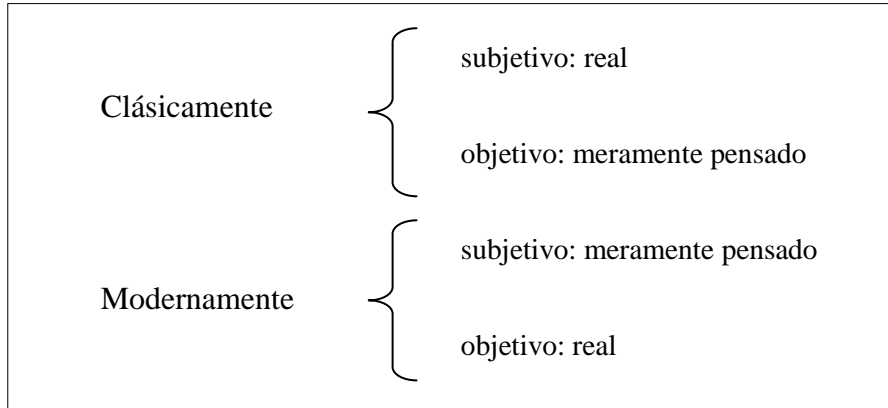 subjetivo: real
Clásicamente
objetivo: meramente pensado
subjetivo: meramente pensado
Modernamente
objetivo: real